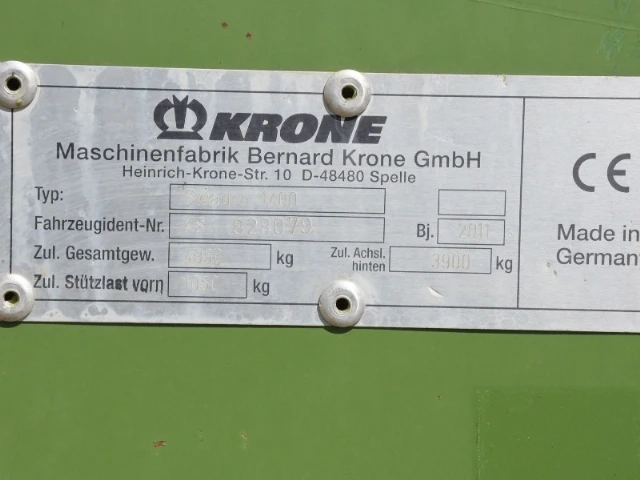 KRONE
Maschinenfabrik Bernard Krone GmbH
Heinrich-Krone-Str. 10 D-48480 Spelle
Typ:
Fahrzeugident-Nr. Bj. 2011
Zul. Gesamtgew. kg Zul. Achsl. hinten 3900 kg
Zul. Stützlast vorn kg
CE
Made in
German